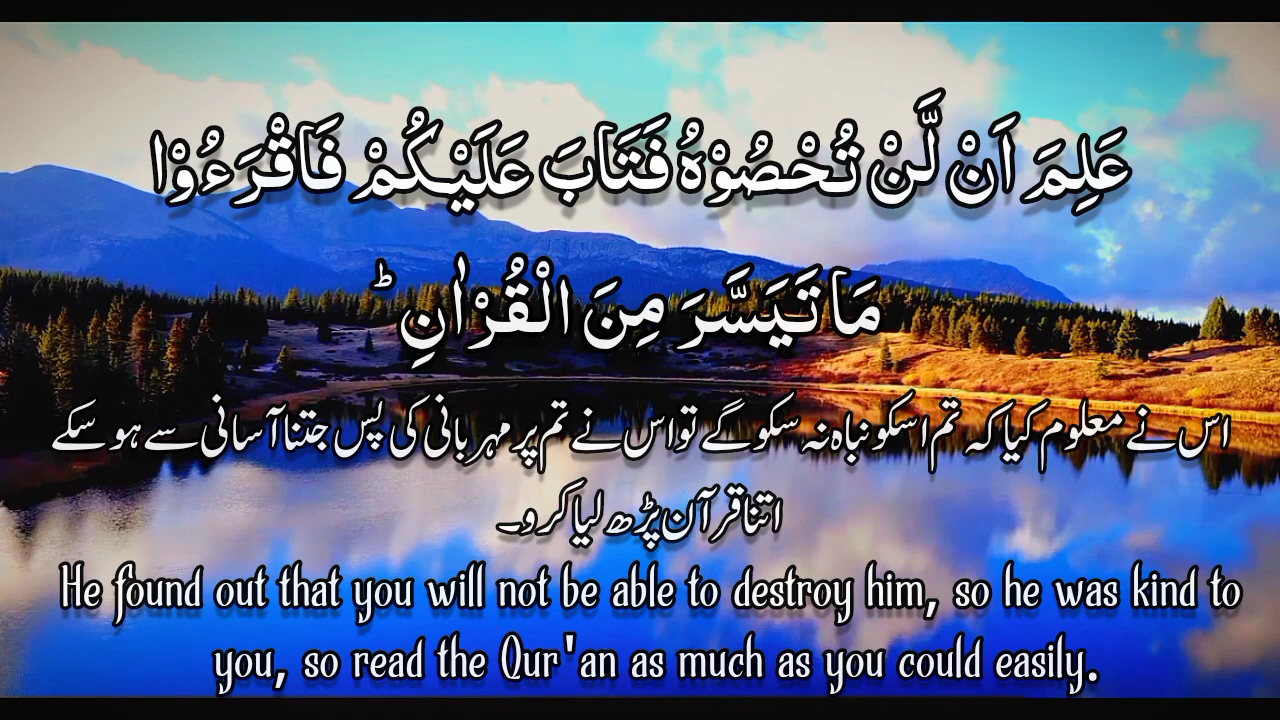 عَلِمَ اَنْ لَّنْ تُحْصُوْهُ فَتَابَ عَلَيْكُمْ فَاقْرَءُوْا
مَا تَيَسَّرَ مِنَ الْقُرْاٰنِ ؕ
اس نے معلوم کیا کہ تم اسکو نباہ نہ سکو گے تو اس نے تم پر مہربانی کی پس جتنا آسانی سے ہو سکے
اتنا قرآن پڑھ لیا کرو۔
He found out that you will not be able to destroy him, so he was kind to
you, so read the Qur'an as much as you could easily.